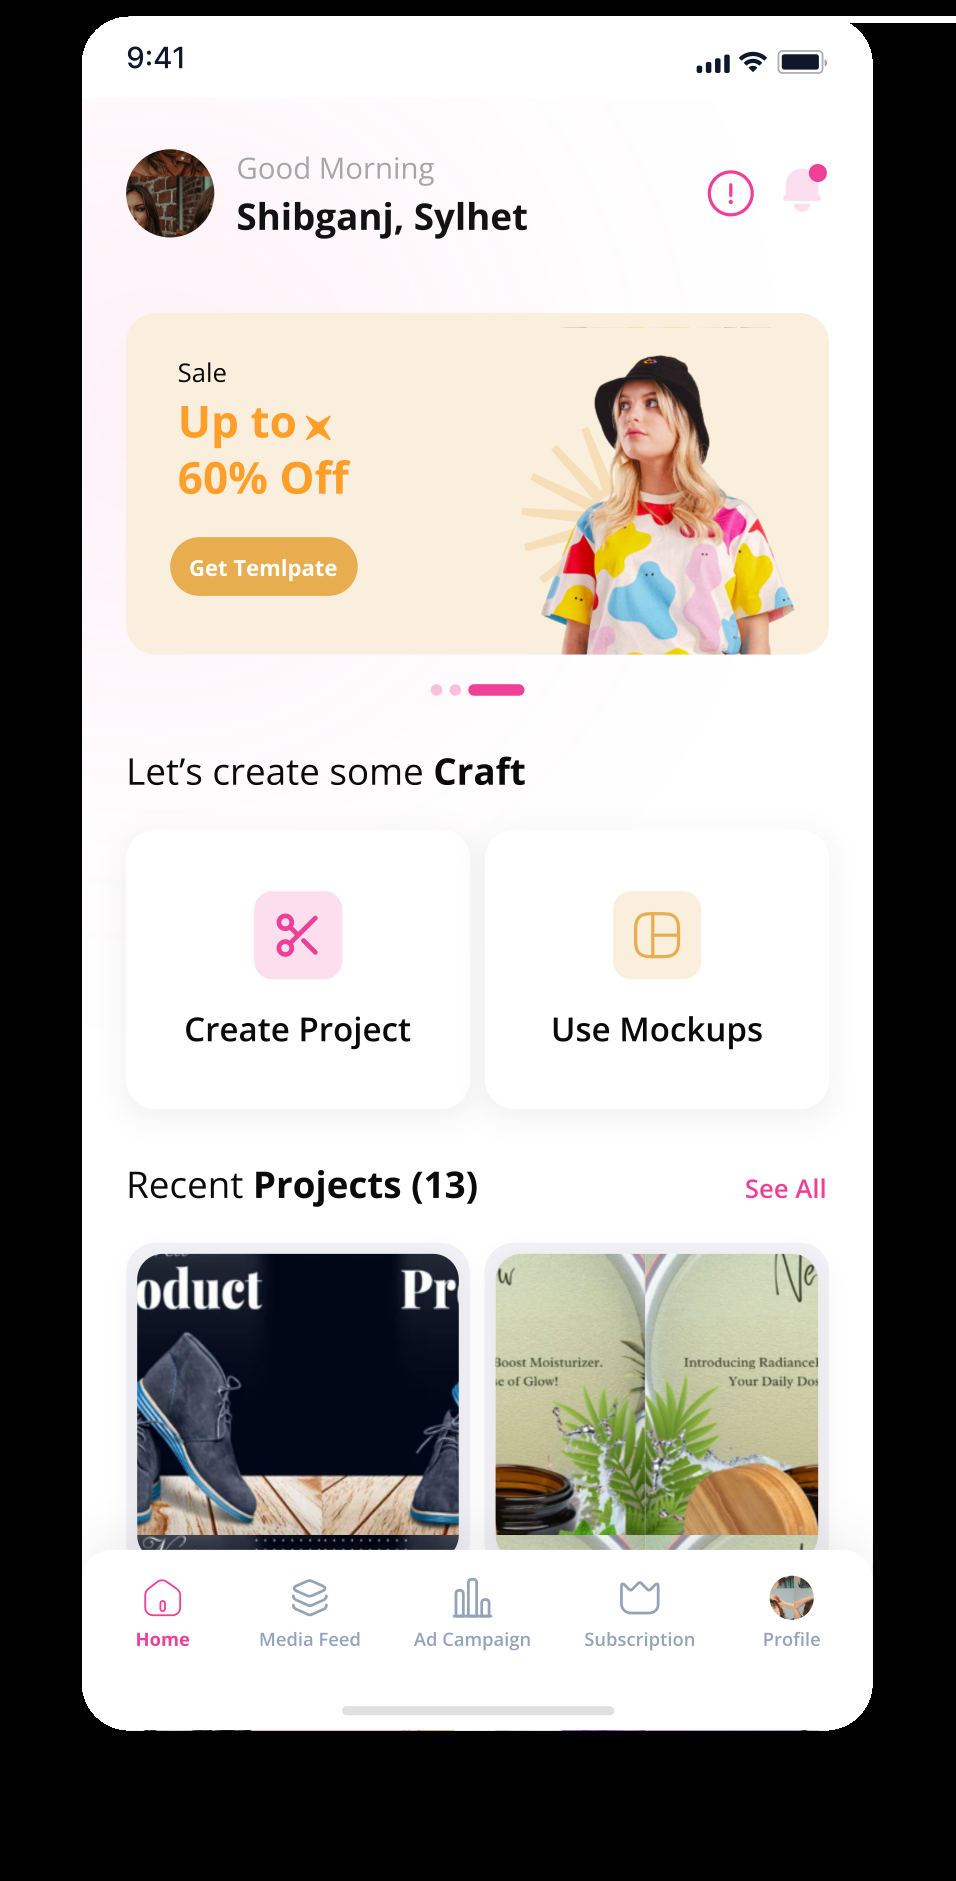 9:41
Good Morning
Shibganj, Sylhet
Sale
Up to
60% Off
Get Temlpate
Let's create some Craft
Create Project
Use Mockups
Recent Projects (13)
See All
oduct
Pr
w
Ne
Boost Moisturizer.
se of Glow!
Introducing Radiance
Your Daily Dos
Home
Media Feed
Ad Campaign
Subscription
Profile